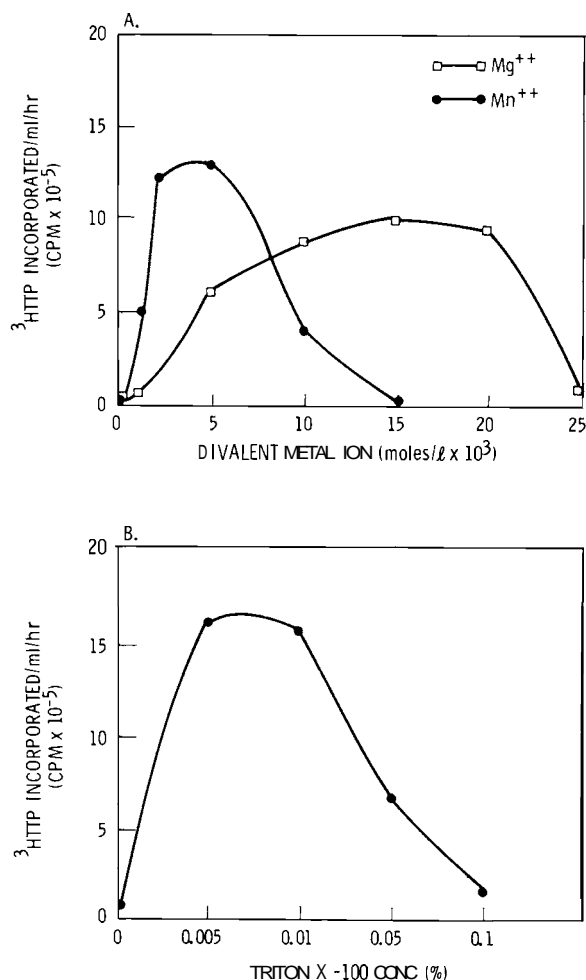 A.
20
15
10
5
0
³HTTP INCORPORATED/ml/hr
(CPM x 10⁻⁵)
Mg⁺⁺
Mn⁺⁺
0 5 10 15 20 25
DIVALENT METAL ION (moles/ℓ x 10³)
B.
20
15
10
5
0
³HTTP INCORPORATED/ml/hr
(CPM x 10⁻⁵)
0 0.005 0.01 0.05 0.1
TRITON X -100 CONC (%)